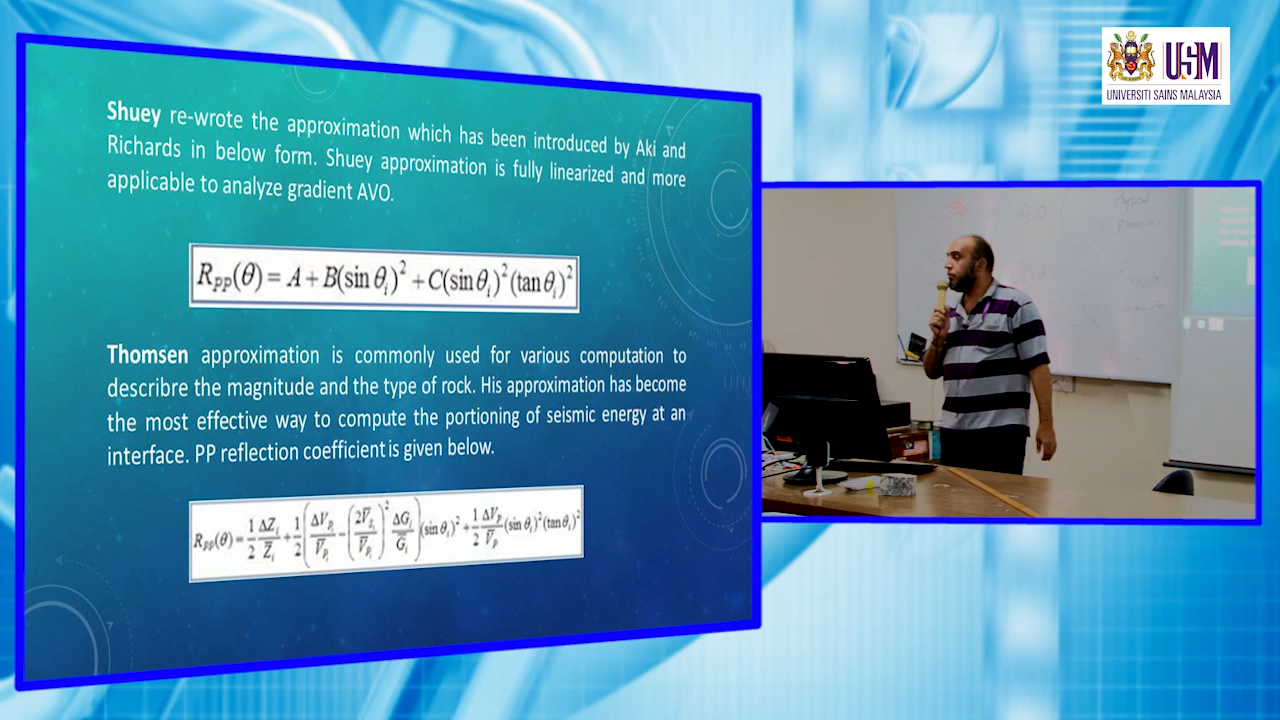 Shuey re-wrote the approximation which has been introduced by Aki and
Richards in below form. Shuey approximation is fully linearized and more
applicable to analyze gradient AVO.
R_PP(θ) = A + B(sin θ_i)^2 + C(sin θ_i)^2 (tan θ_i)^2
Thomsen approximation is commonly used for various computation to
describre the magnitude and the type of rock. His approximation has become
the most effective way to compute the portioning of seismic energy at an
interface. PP reflection coefficient is given below.
R_PP(θ) = 1/2 ΔZ_i/Z̅_i + 1/2 (ΔV_Pi/V̅_Pi − (2V̅_Si/V̅_Pi)^2 ΔG_i/G̅_i)(sin θ_i)^2 + 1/2 ΔV_P/V̅_P (sin θ_i)^2 (tan θ_i)^2
USM
UNIVERSITI SAINS MALAYSIA